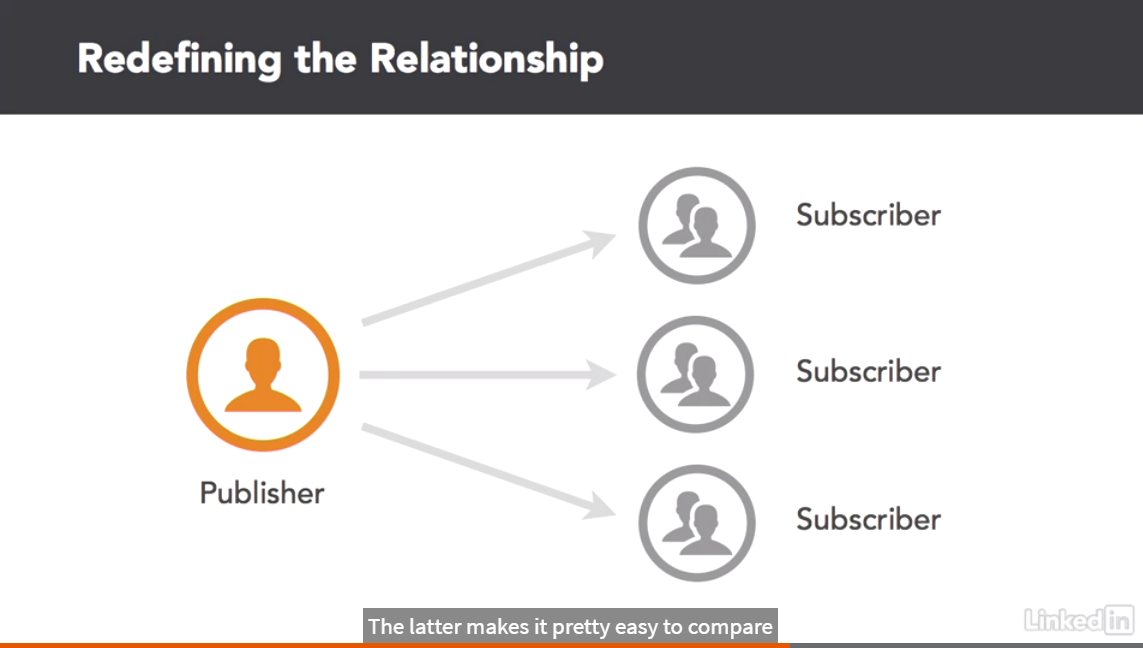 Redefining the Relationship
Subscriber
Subscriber
Publisher
Subscriber
The latter makes it pretty easy to compare
LinkedIn